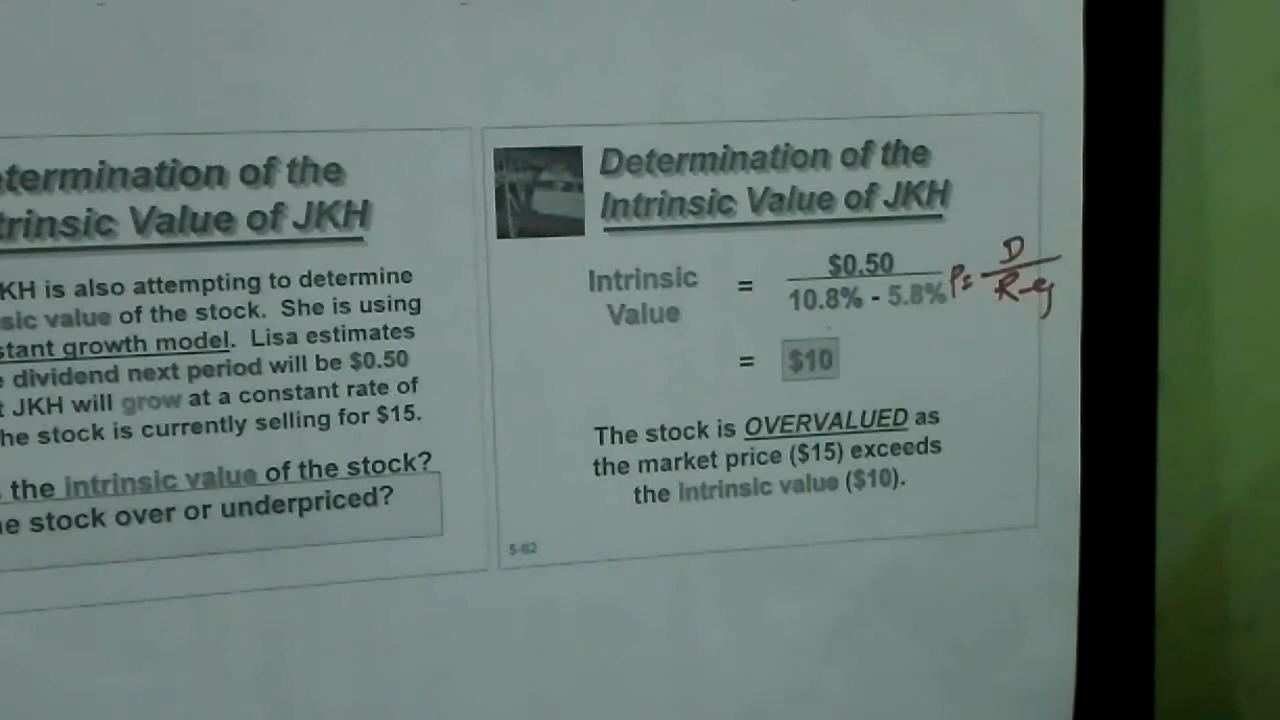 termination of the
trinsic Value of JKH
KH is also attempting to determine
sic value of the stock. She is using
stant growth model. Lisa estimates
e dividend next period will be $0.50
t JKH will grow at a constant rate of
he stock is currently selling for $15.
the intrinsic value of the stock?
he stock over or underpriced?
Determination of the
Intrinsic Value of JKH
Intrinsic
Value
=
$0.50
10.8% - 5.8%
P= D
R-g
= $10
The stock is OVERVALUED as
the market price ($15) exceeds
the intrinsic value ($10).
5-62